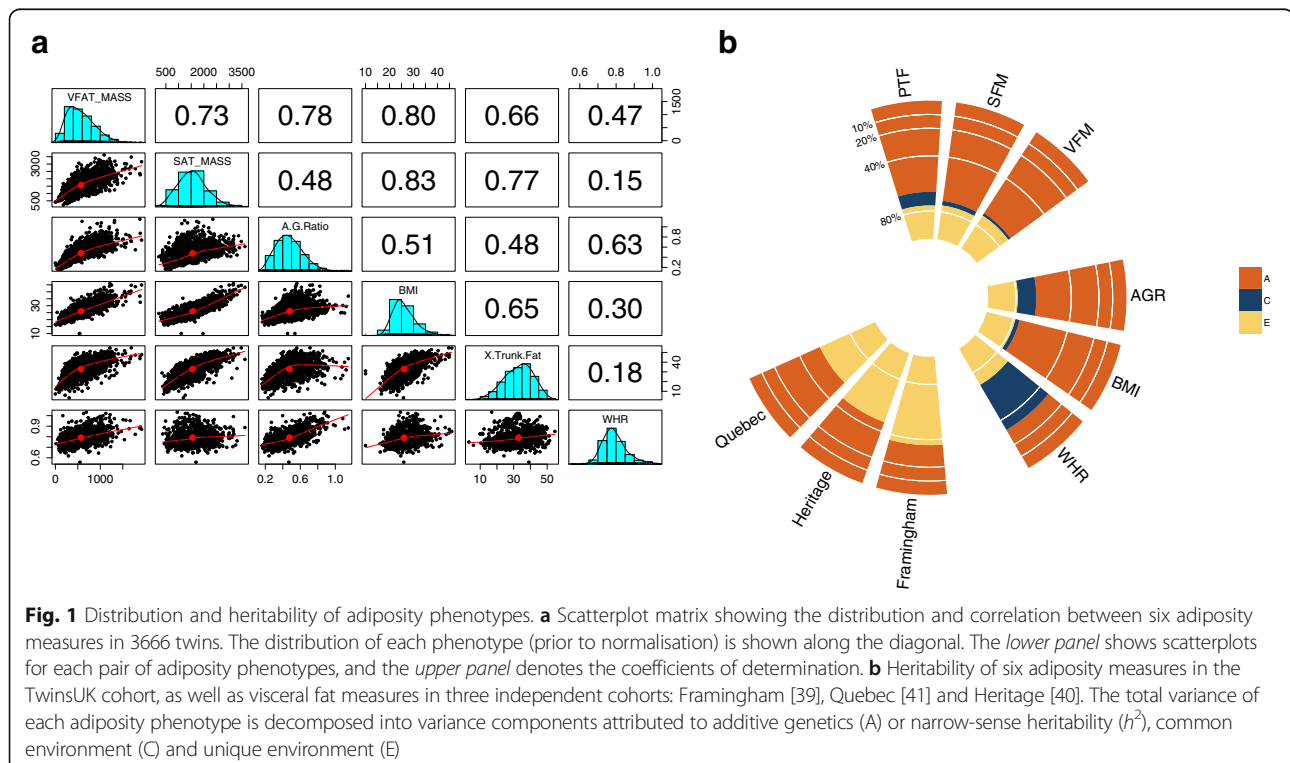 a
500 2000 3500
10 20 30 40
0.6 0.8 1.0
VFAT_MASS
0.73
0.78
0.80
0.66
0.47
0 1500
500 3000
SAT_MASS
0.48
0.83
0.77
0.15
A.G.Ratio
0.51
0.48
0.63
0.2 0.8
10 30
BMI
0.65
0.30
X.Trunk.Fat
0.18
10 40
0.6 0.9
WHR
0 1000
0.2 0.6 1.0
10 30 50
b
PTF
SFM
VFM
10%
20%
40%
80%
AGR
BMI
WHR
Framingham
Heritage
Quebec
A
C
E
Fig. 1 Distribution and heritability of adiposity phenotypes. a Scatterplot matrix showing the distribution and correlation between six adiposity
measures in 3666 twins. The distribution of each phenotype (prior to normalisation) is shown along the diagonal. The lower panel shows scatterplots
for each pair of adiposity phenotypes, and the upper panel denotes the coefficients of determination. b Heritability of six adiposity measures in the
TwinsUK cohort, as well as visceral fat measures in three independent cohorts: Framingham [39], Quebec [41] and Heritage [40]. The total variance of
each adiposity phenotype is decomposed into variance components attributed to additive genetics (A) or narrow-sense heritability (h²), common
environment (C) and unique environment (E)